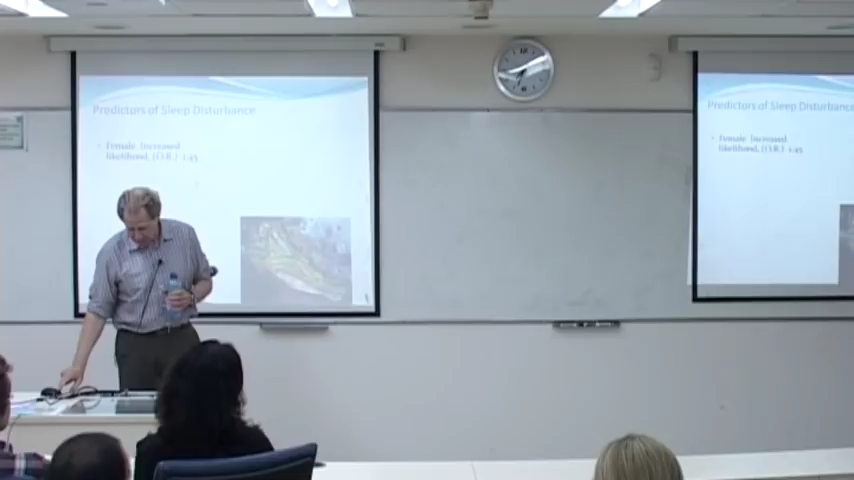 Predictors of Sleep Disturbance
• Female Increased
likelihood, (O.R.) 1.45
Predictors of Sleep Disturbance
• Female Increased
likelihood, (O.R.) 1.45